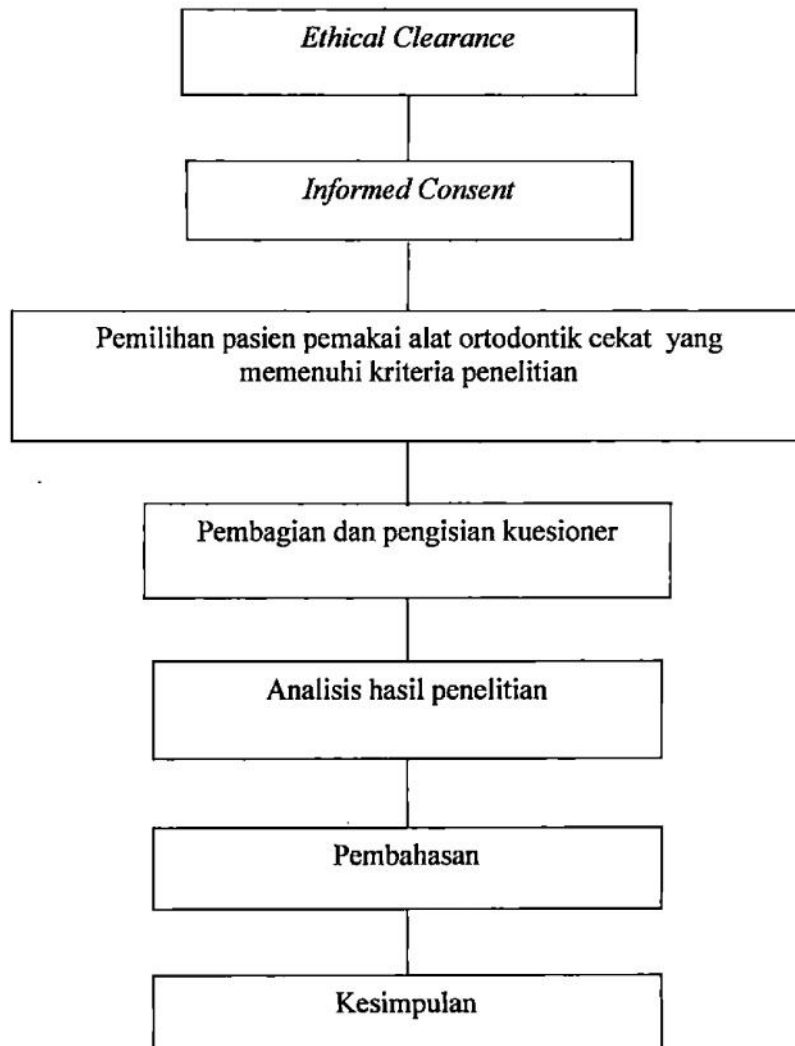 Ethical Clearance
Informed Consent
Pemilihan pasien pemakai alat ortodontik cekat yang
memenuhi kriteria penelitian
Pembagian dan pengisian kuesioner
Analisis hasil penelitian
Pembahasan
Kesimpulan